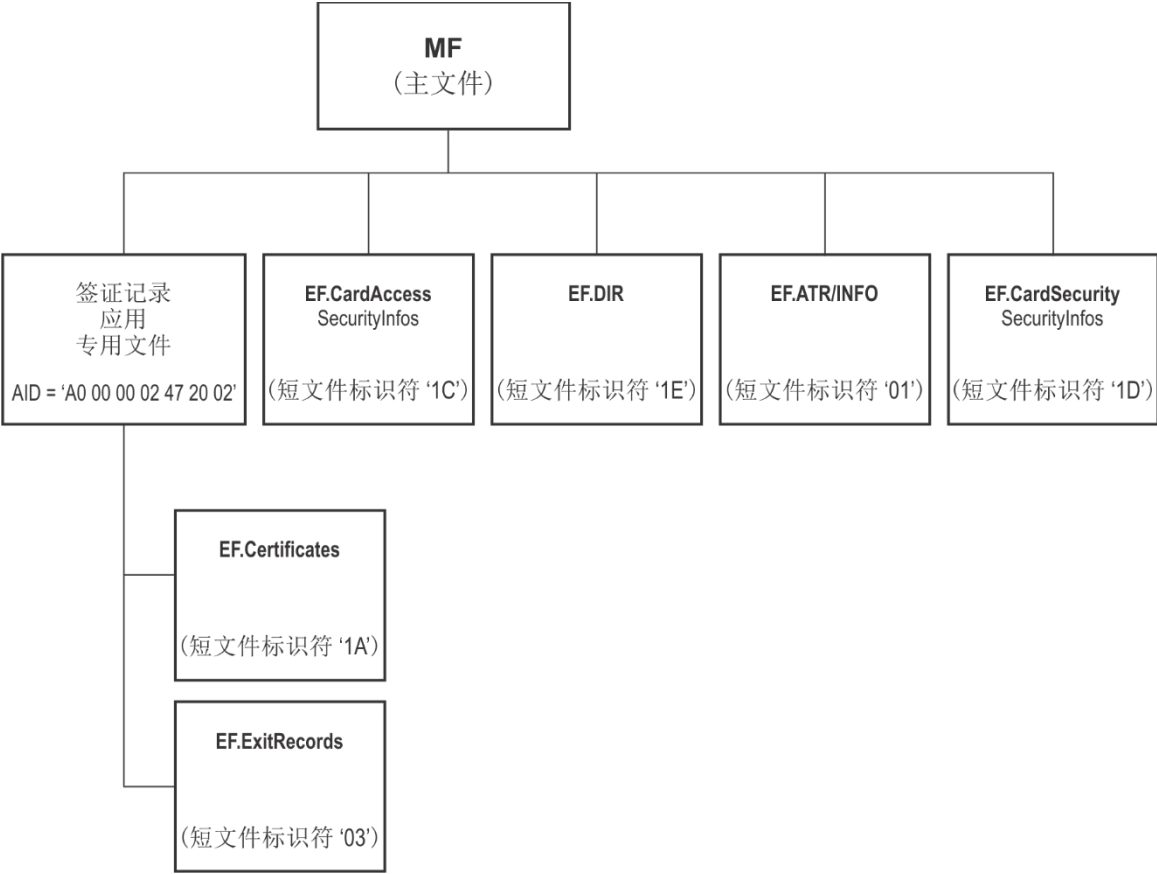 MF
(主文件)
签证记录
应用
专用文件
AID = ‘A0 00 00 02 47 20 02’
EF.CardAccess
SecurityInfos
(短文件标识符 ‘1C’)
EF.DIR
(短文件标识符 ‘1E’)
EF.ATR/INFO
(短文件标识符 ‘01’)
EF.CardSecurity
SecurityInfos
(短文件标识符 ‘1D’)
EF.Certificates
(短文件标识符 ‘1A’)
EF.ExitRecords
(短文件标识符 ‘03’)